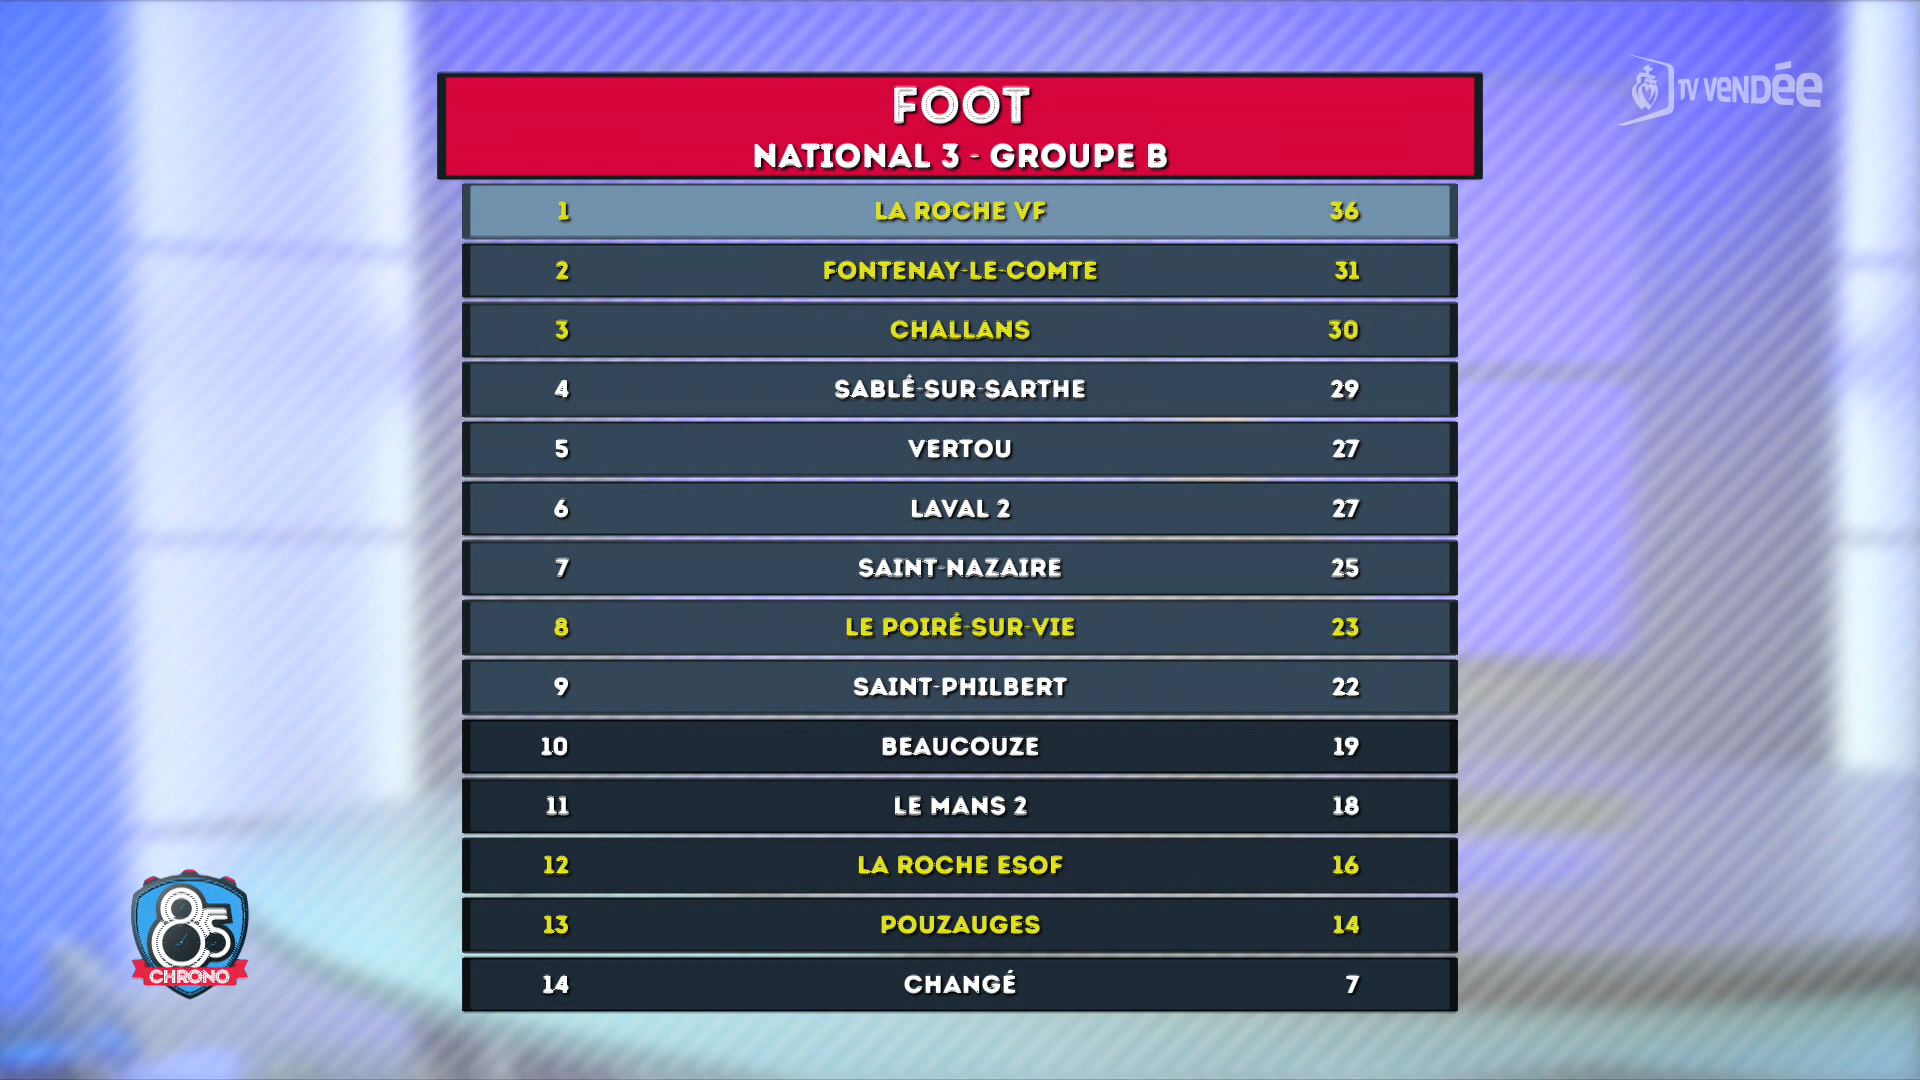 FOOT
NATIONAL 3 - GROUPE B
TV VENDÉE
1 LA ROCHE VF 36
2 FONTENAY-LE-COMTE 31
3 CHALLANS 30
4 SABLÉ-SUR-SARTHE 29
5 VERTOU 27
6 LAVAL 2 27
7 SAINT-NAZAIRE 25
8 LE POIRÉ-SUR-VIE 23
9 SAINT-PHILBERT 22
10 BEAUCOUZE 19
11 LE MANS 2 18
12 LA ROCHE ESOF 16
13 POUZAUGES 14
14 CHANGÉ 7
85
CHRONO